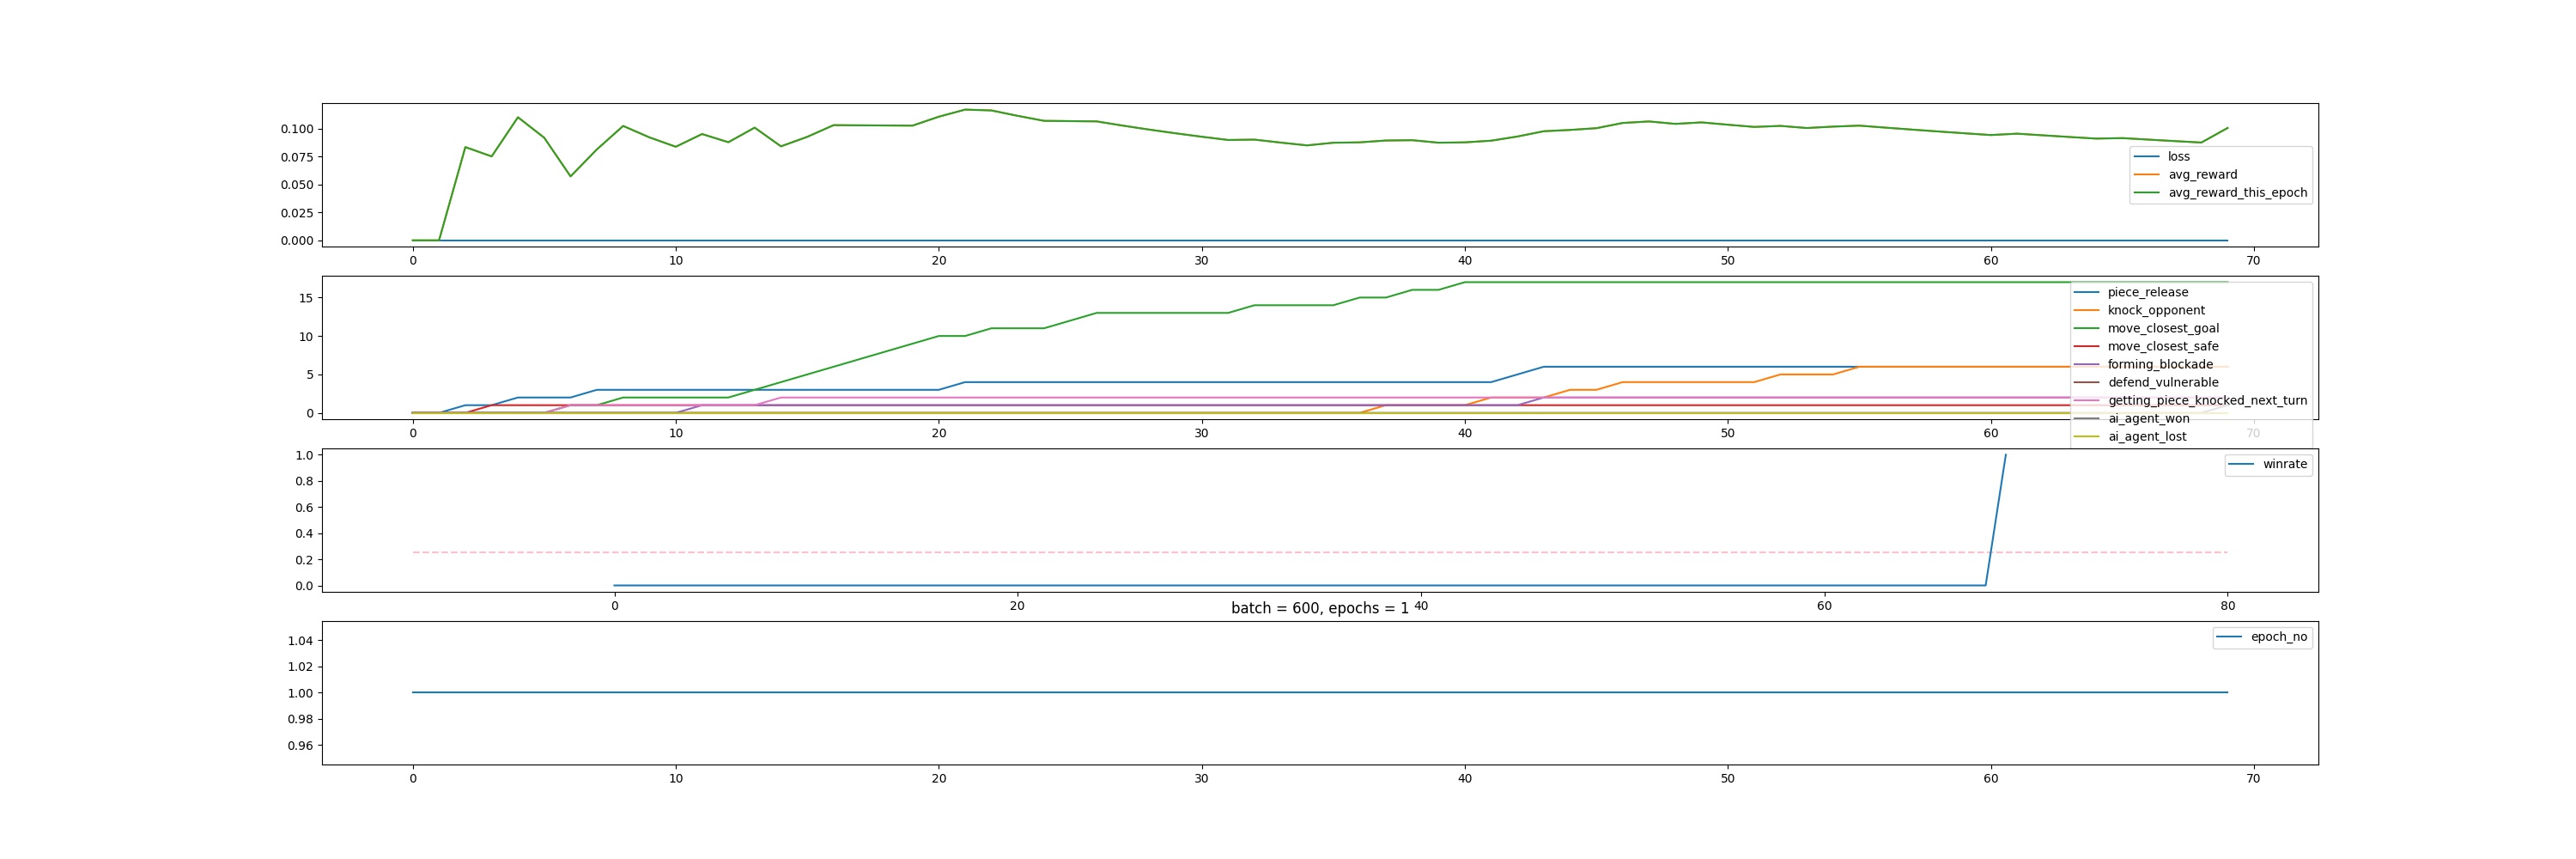 0.100
0.075
0.050
0.025
0.000
loss
avg_reward
avg_reward_this_epoch
0 10 20 30 40 50 60 70
15
10
5
0
piece_release
knock_opponent
move_closest_goal
move_closest_safe
forming_blockade
defend_vulnerable
getting_piece_knocked_next_turn
ai_agent_won
ai_agent_lost
0 10 20 30 40 50 60 70
1.0
0.8
0.6
0.4
0.2
0.0
winrate
0 20 40 60 80
batch = 600, epochs = 1
1.04
1.02
1.00
0.98
0.96
epoch_no
0 10 20 30 40 50 60 70